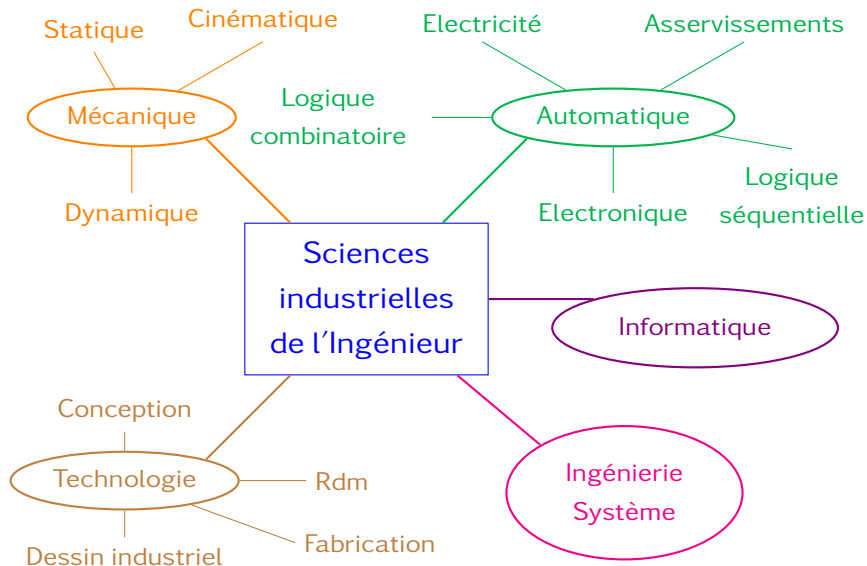 Statique
Cinématique
Electricité
Asservissements
Mécanique
Logique
combinatoire
Automatique
Dynamique
Electronique
Logique
séquentielle
Sciences
industrielles
de l'Ingénieur
Informatique
Conception
Technologie
Rdm
Ingénierie
Système
Fabrication
Dessin industriel